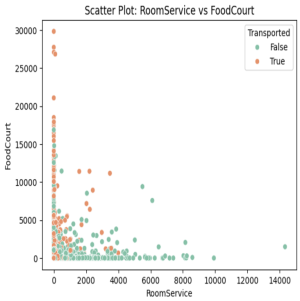 Scatter Plot: RoomService vs FoodCourt
Transported
False
True
30000
25000
20000
15000
10000
5000
0
FoodCourt
0 2000 4000 6000 8000 10000 12000 14000
RoomService